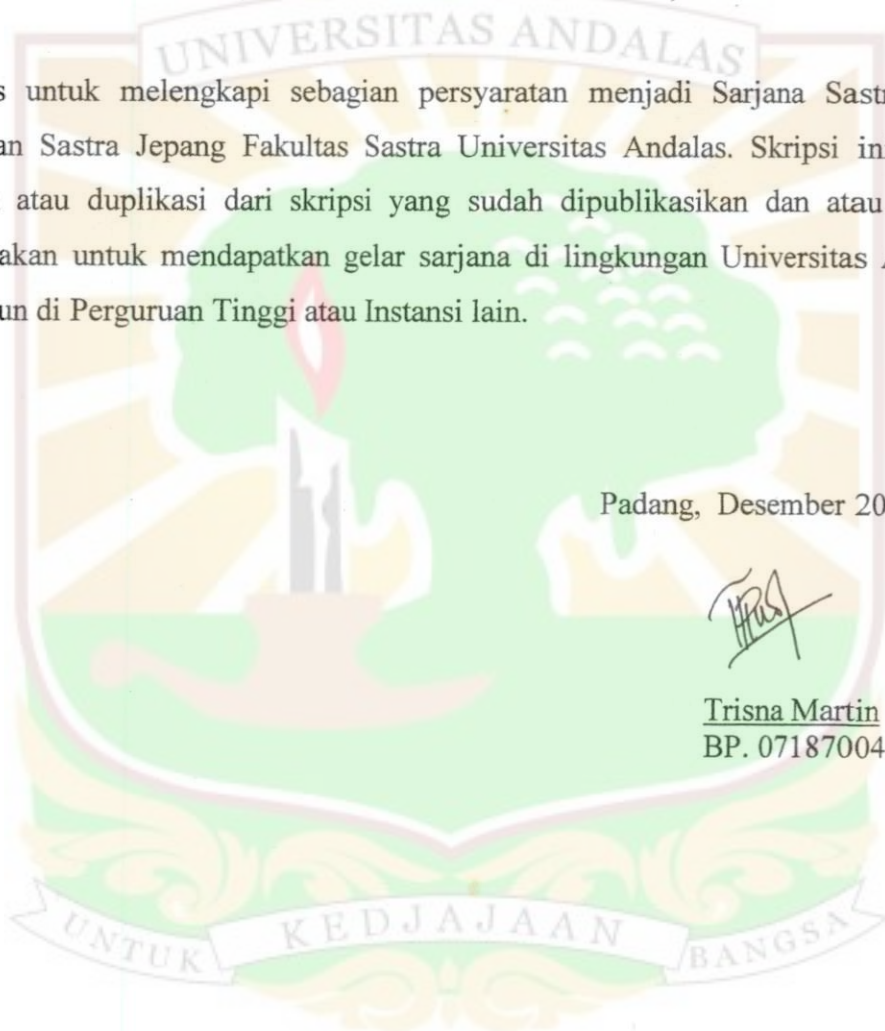 UNIVERSITAS ANDALAS
s untuk melengkapi sebagian persyaratan menjadi Sarjana Sastr
an Sastra Jepang Fakultas Sastra Universitas Andalas. Skripsi in
atau duplikasi dari skripsi yang sudah dipublikasikan dan atau
akan untuk mendapatkan gelar sarjana di lingkungan Universitas A
un di Perguruan Tinggi atau Instansi lain.
Padang, Desember 20
Trisna Martin
BP. 07187004
UNTUK KEDJAJAAN BANGSA